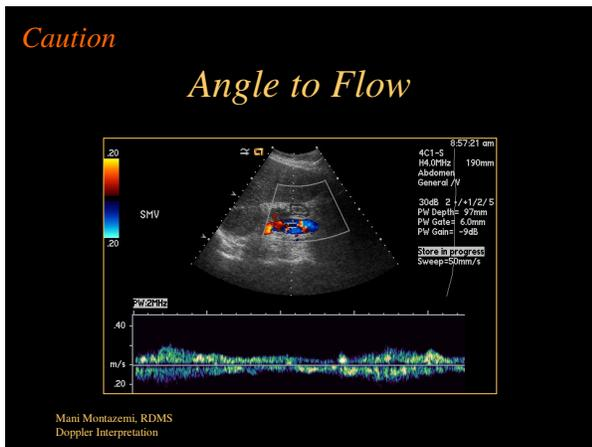 Caution
Angle to Flow
8:57:21 am
.20
4C1-S
H4.0MHz 190mm
Abdomen
General /V
30dB 2 -/+1/2/5
PW Depth= 97mm
PW Gate= 6.0mm
PW Gain= -9dB
SMV
.20
Store in progress
Sweep=50mm/s
PW:2MHz
.40
m/s
.20
Mani Montazemi, RDMS
Doppler Interpretation